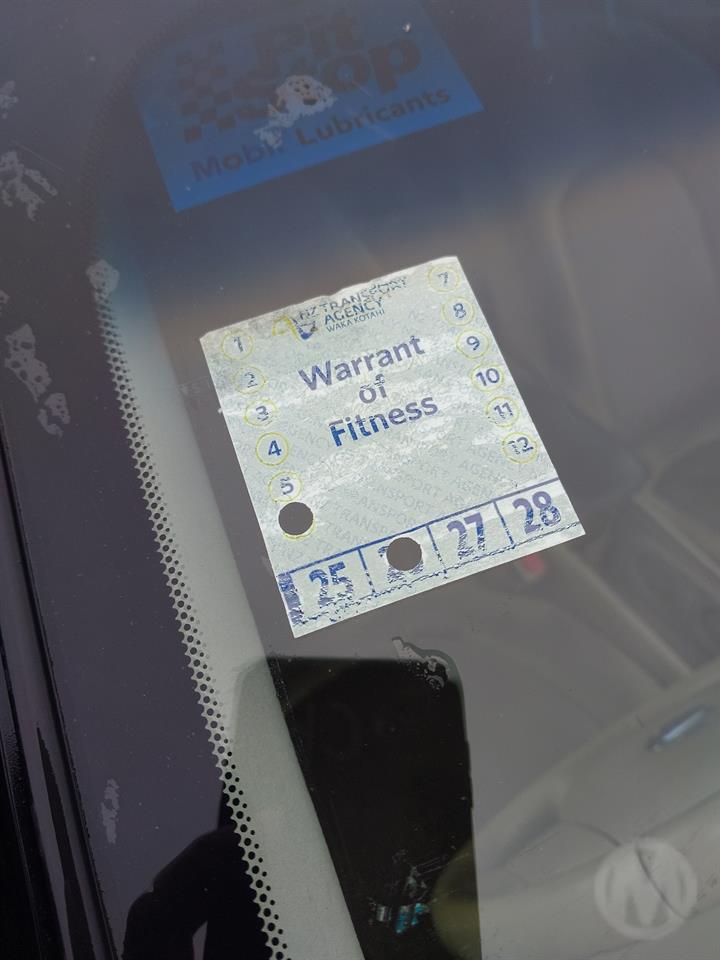 Pit
Stop
Mobil Lubricants
NZ TRANSPORT
AGENCY
WAKA KOTAHI
Warrant
of
Fitness
1
2
3
4
5
7
8
9
10
11
12
25
27
28
M